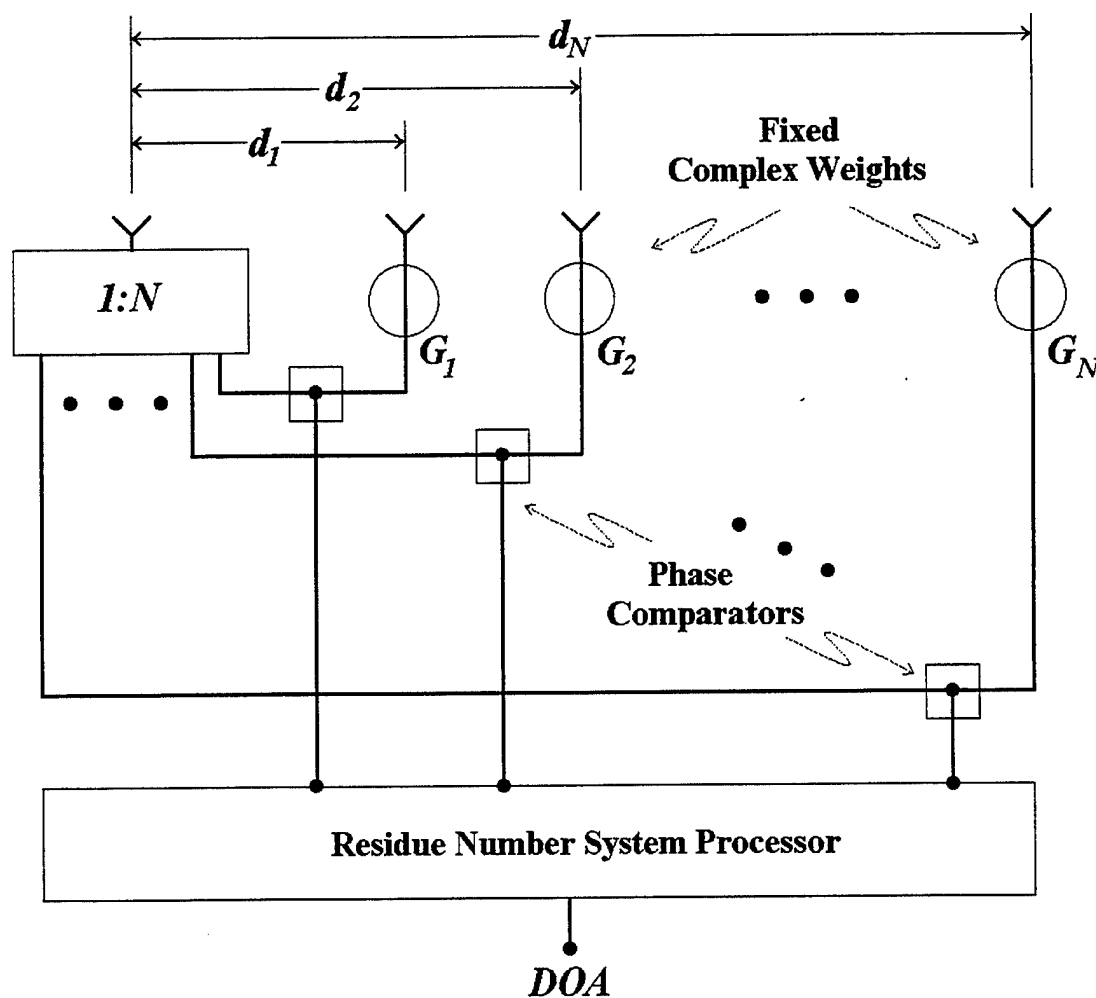 d_N
d_2
d_1
Fixed
Complex Weights
1:N
G_1
G_2
G_N
Phase
Comparators
Residue Number System Processor
DOA